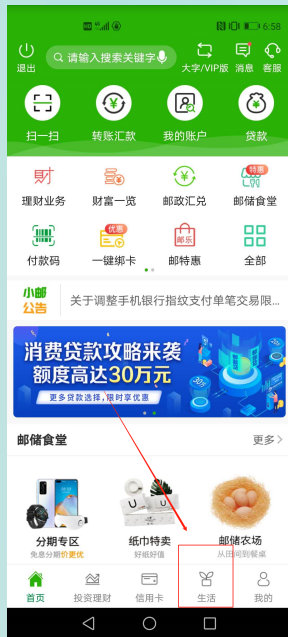 6:58
请输入搜索关键字
退出 大字/VIP版 消息 客服
扫一扫 转账汇款 我的账户 贷款
特惠
理财业务 财富一览 邮政汇兑 邮储食堂
优惠 邮乐
付款码 一键绑卡 邮特惠 全部
小邮
公告
关于调整手机银行指纹支付单笔交易限...
消费贷款攻略来袭
额度高达30万元
更多贷款选择，限时享优惠
邮储食堂 更多>
分期专区 纸巾特卖 邮储农场
免息分期价更优 好纸好值 从田间到餐桌
首页 投资理财 信用卡 生活 我的